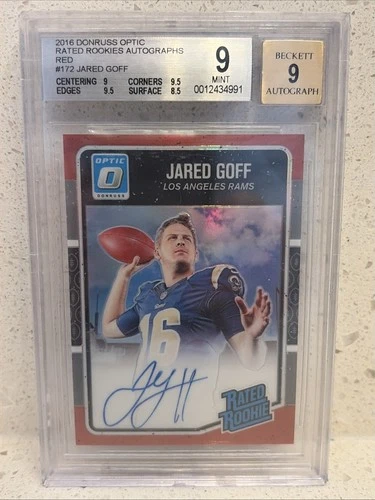 2016 DONRUSS OPTIC
RATED ROOKIES AUTOGRAPHS
RED
#172 JARED GOFF
CENTERING 9 CORNERS 9.5
EDGES 9.5 SURFACE 8.5
9
MINT
0012434991
BECKETT
9
AUTOGRAPH
OPTIC
DONRUSS
JARED GOFF
LOS ANGELES RAMS
16
RATED
ROOKIE